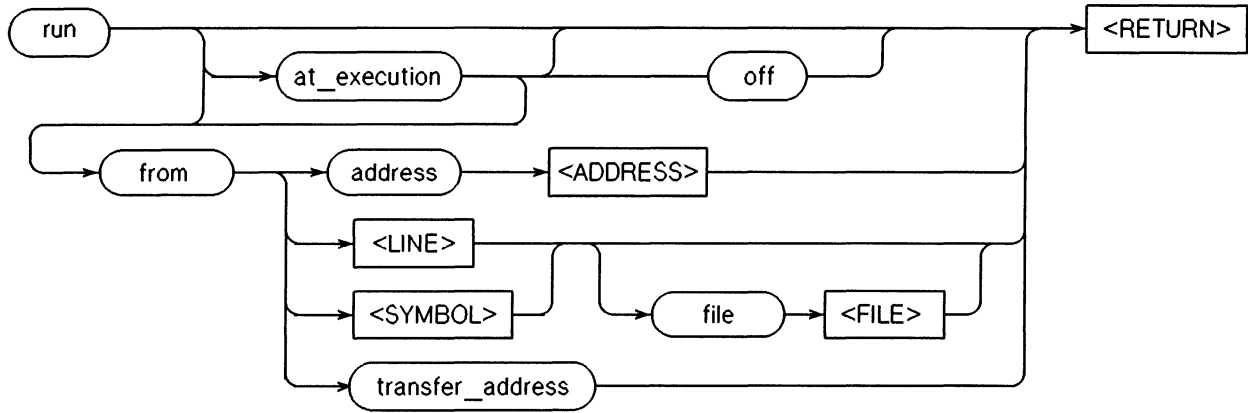 run
<RETURN>
at_execution
off
from
address
<ADDRESS>
<LINE>
<SYMBOL>
file
<FILE>
transfer_address